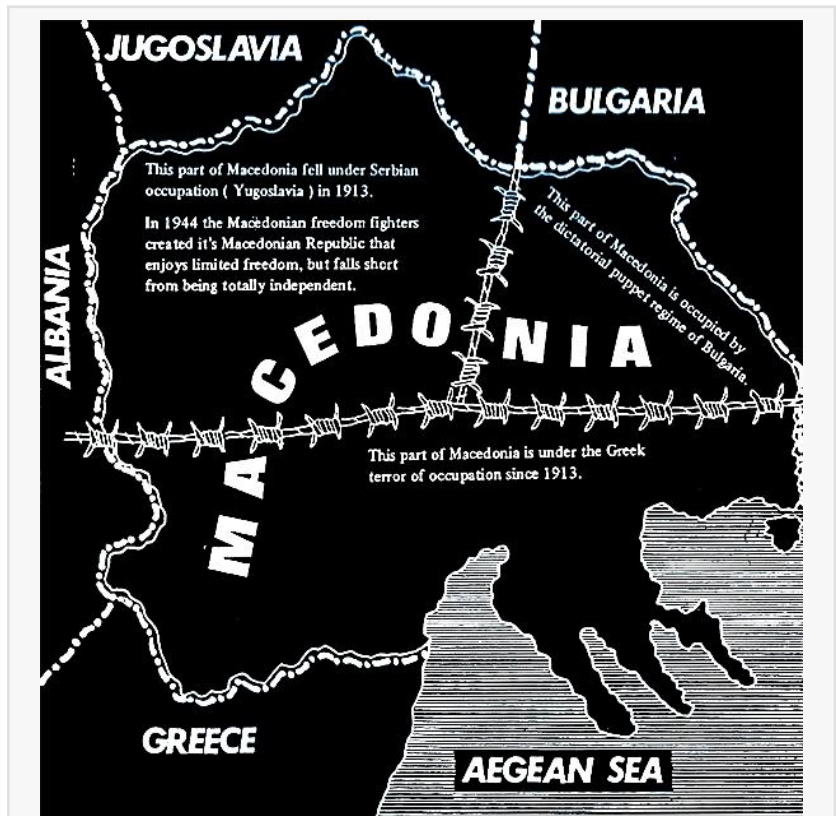 JUGOSLAVIA
BULGARIA
This part of Macedonia fell under Serbian
occupation ( Yugoslavia ) in 1913.
In 1944 the Macedonian freedom fighters
created it's Macedonian Republic that
enjoys limited freedom, but falls short
from being totally independent.
This part of Macedonia is occupied by
the dictatorial puppet regime of Bulgaria.
ALBANIA
MACEDONIA
This part of Macedonia is under the Greek
terror of occupation since 1913.
GREECE
AEGEAN SEA